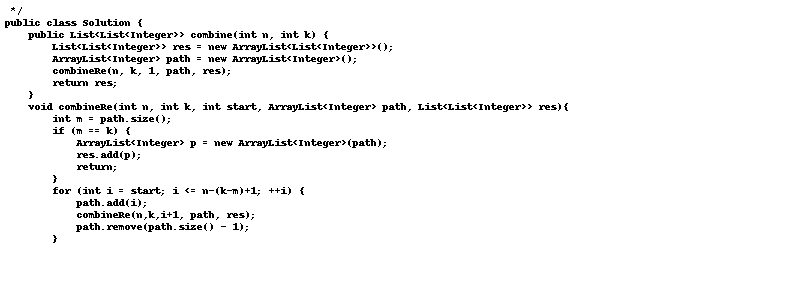 */
public class Solution {
    public List<List<Integer>> combine(int n, int k) {
        List<List<Integer>> res = new ArrayList<List<Integer>>();
        ArrayList<Integer> path = new ArrayList<Integer>();
        combineRe(n, k, 1, path, res);
        return res;
    }
    void combineRe(int n, int k, int start, ArrayList<Integer> path, List<List<Integer>> res){
        int m = path.size();
        if (m == k) {
            ArrayList<Integer> p = new ArrayList<Integer>(path);
            res.add(p);
            return;
        }
        for (int i = start; i <= n-(k-m)+1; ++i) {
            path.add(i);
            combineRe(n,k,i+1, path, res);
            path.remove(path.size() - 1);
        }